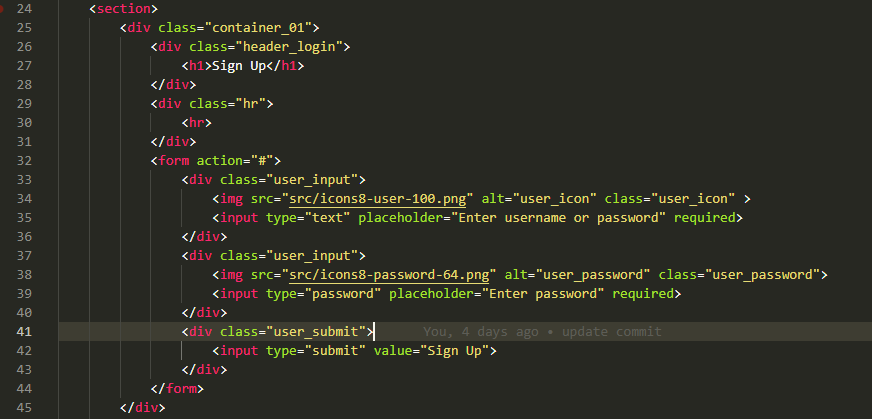 24 <section>
25 <div class="container_01">
26 <div class="header_login">
27 <h1>Sign Up</h1>
28 </div>
29 <div class="hr">
30 <hr>
31 </div>
32 <form action="#">
33 <div class="user_input">
34 <img src="src/icons8-user-100.png" alt="user_icon" class="user_icon" >
35 <input type="text" placeholder="Enter username or password" required>
36 </div>
37 <div class="user_input">
38 <img src="src/icons8-password-64.png" alt="user_password" class="user_password">
39 <input type="password" placeholder="Enter password" required>
40 </div>
41 <div class="user_submit"> You, 4 days ago • update commit
42 <input type="submit" value="Sign Up">
43 </div>
44 </form>
45 </div>